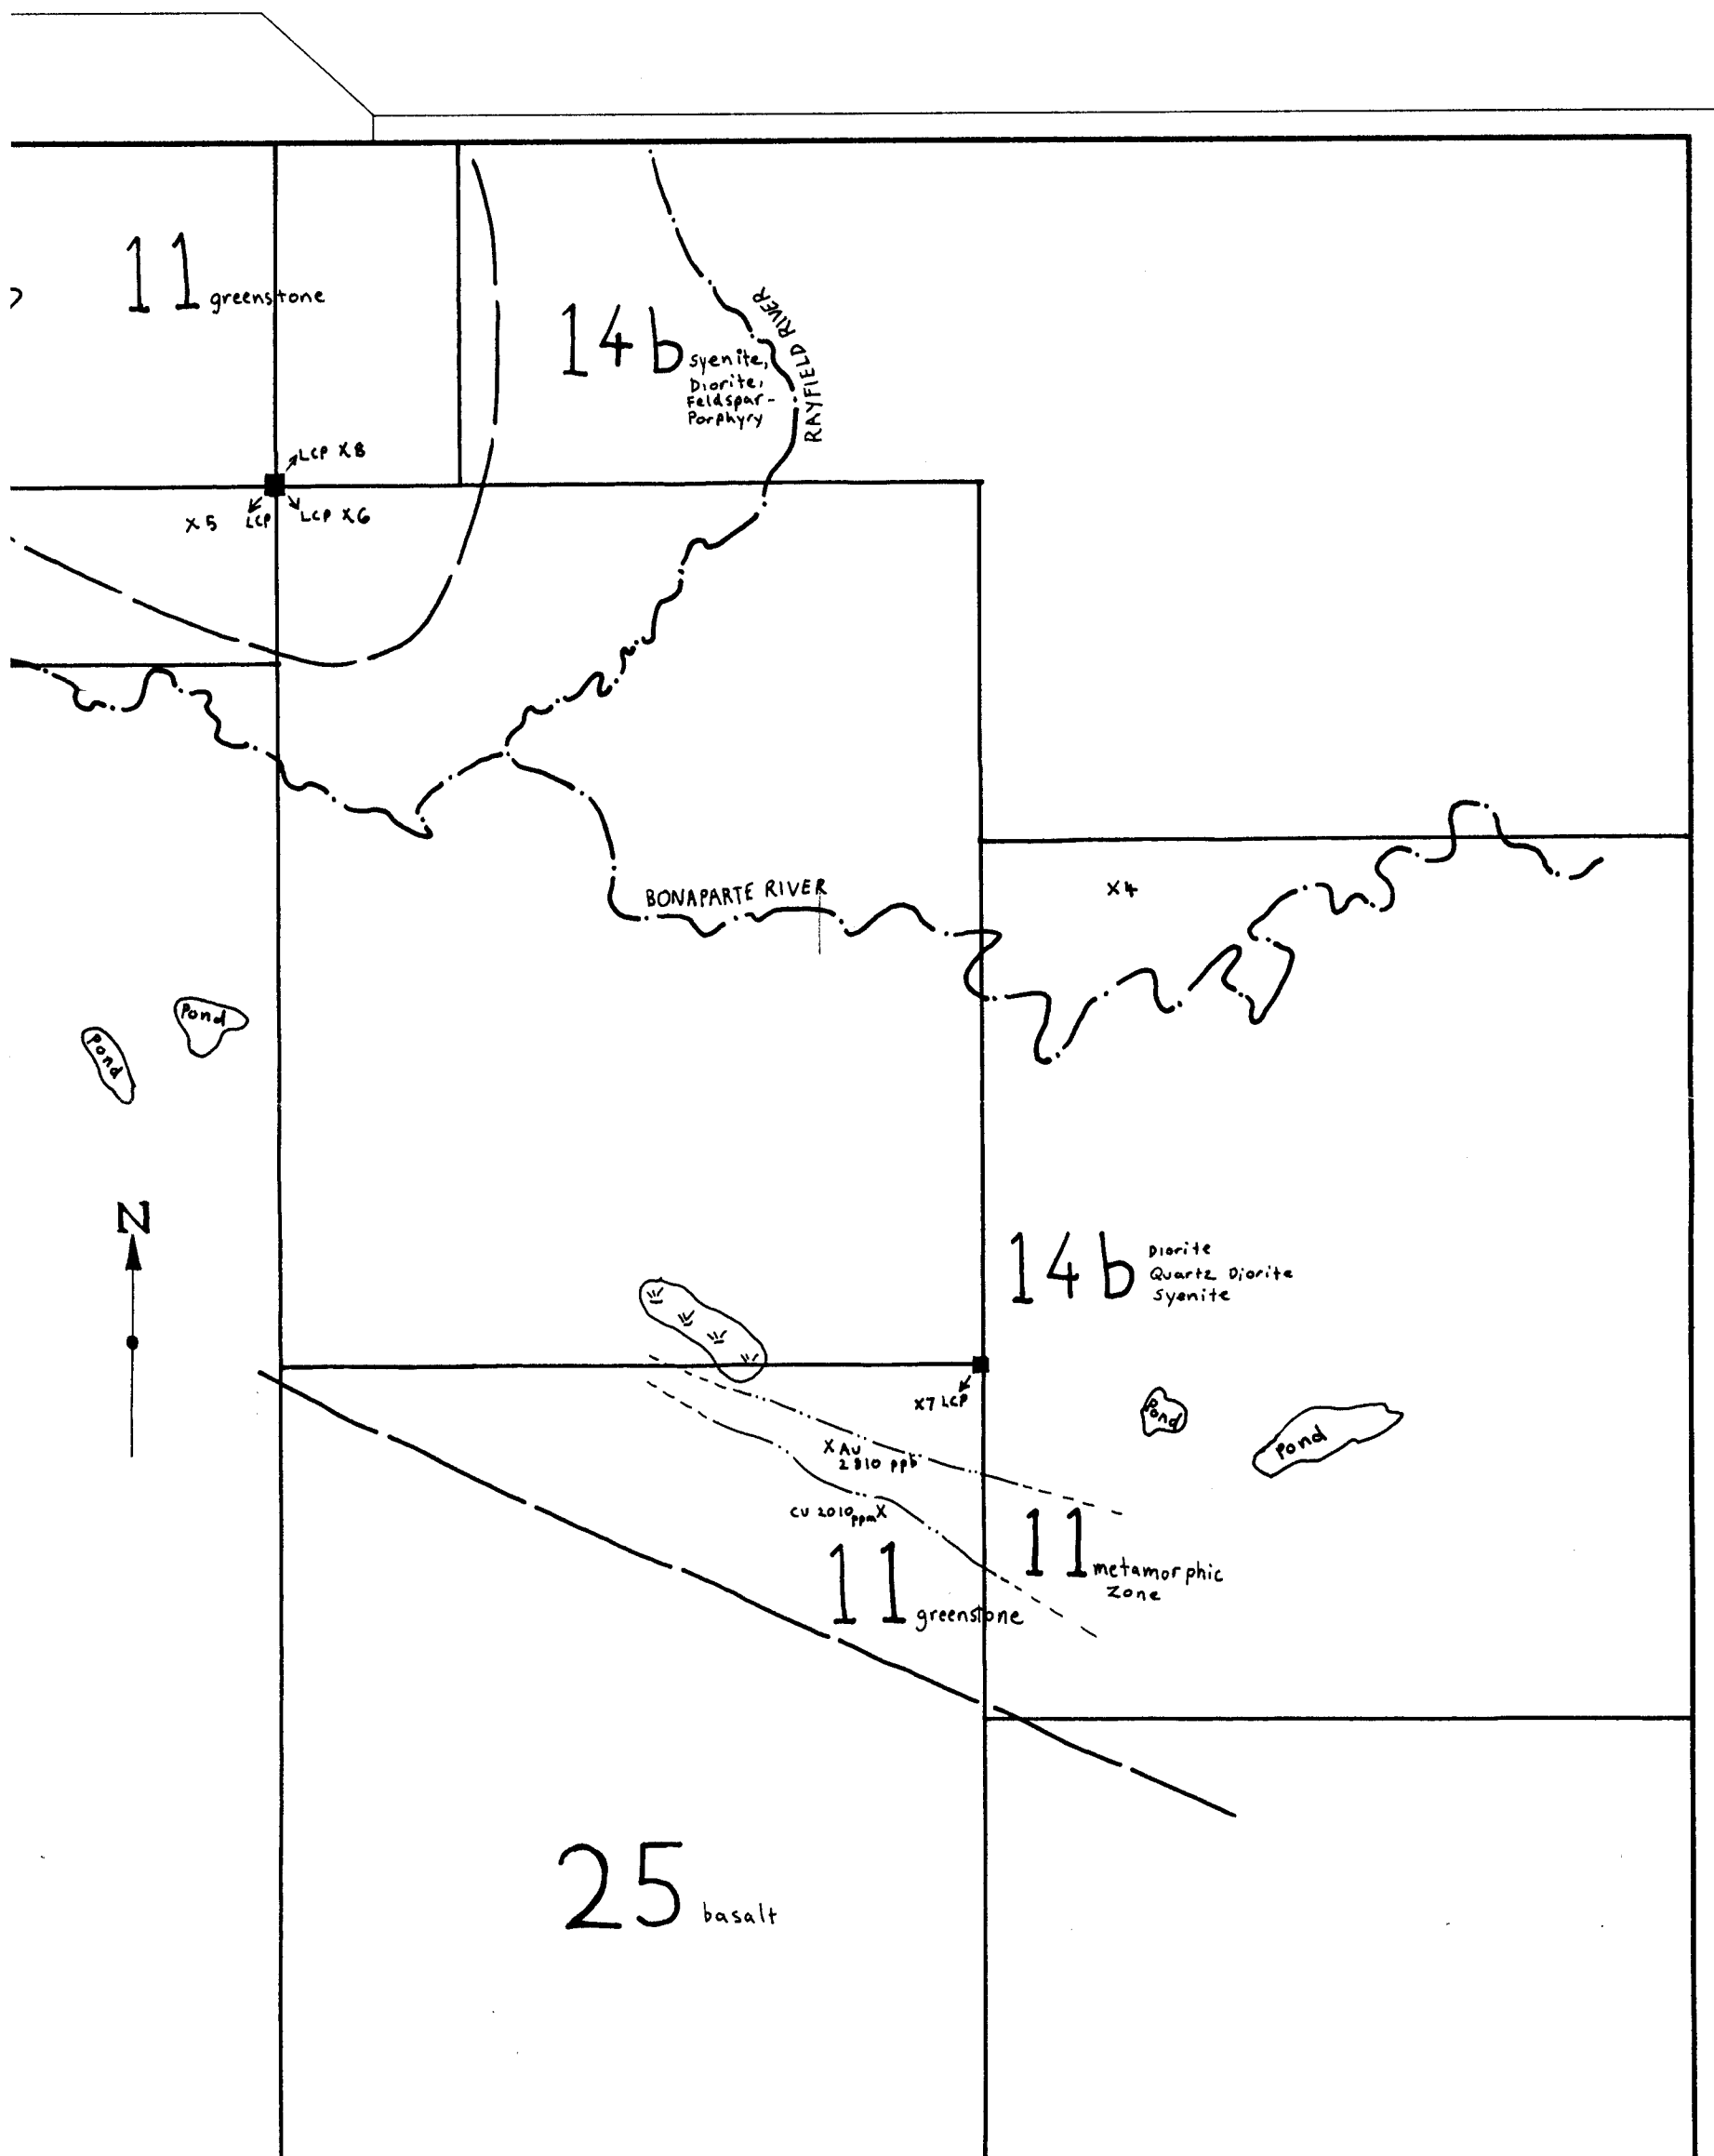 11 greenstone
14b syenite,
Diorite,
Feldspar-
Porphyry
RAYFIELD RIVER
LCP X8
X5 LCP
LCP X6
BONAPARTE RIVER
X4
Pond
Pond
N
14b Diorite
Quartz Diorite
Syenite
X7 LCP
Pond
Pond
X Au
2810 ppb
CU 2010 ppm X
11 metamorphic
Zone
11 greenstone
25 basalt